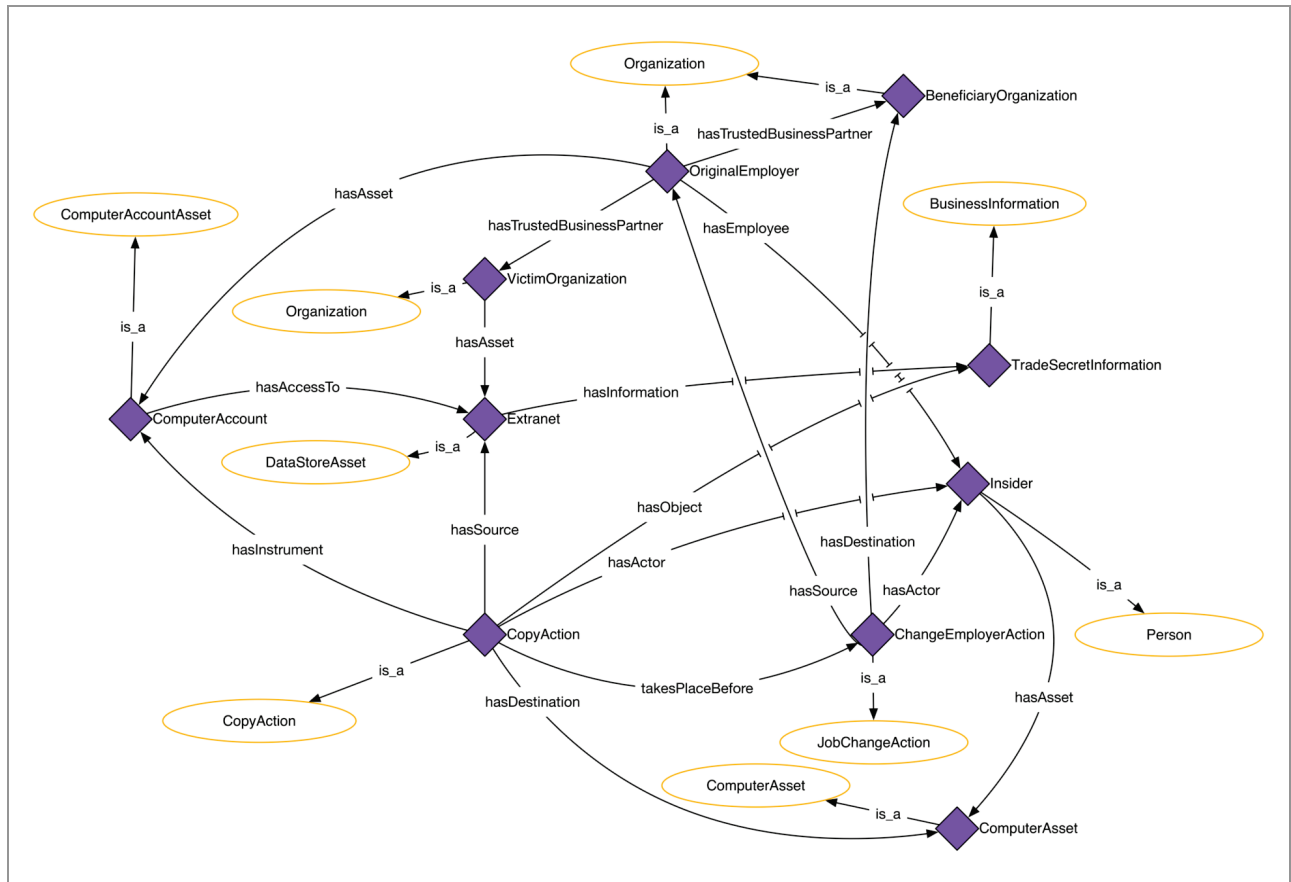 Organization
is_a
BeneficiaryOrganization
is_a
hasTrustedBusinessPartner
OriginalEmployer
hasAsset
BusinessInformation
ComputerAccountAsset
hasTrustedBusinessPartner
hasEmployee
VictimOrganization
is_a
Organization
is_a
is_a
hasAsset
TradeSecretInformation
hasAccessTo
hasInformation
ComputerAccount
Extranet
is_a
DataStoreAsset
Insider
hasObject
hasSource
hasDestination
hasInstrument
hasActor
is_a
hasSource
hasActor
CopyAction
ChangeEmployerAction
Person
is_a
is_a
takesPlaceBefore
hasAsset
hasDestination
CopyAction
JobChangeAction
ComputerAsset
is_a
ComputerAsset